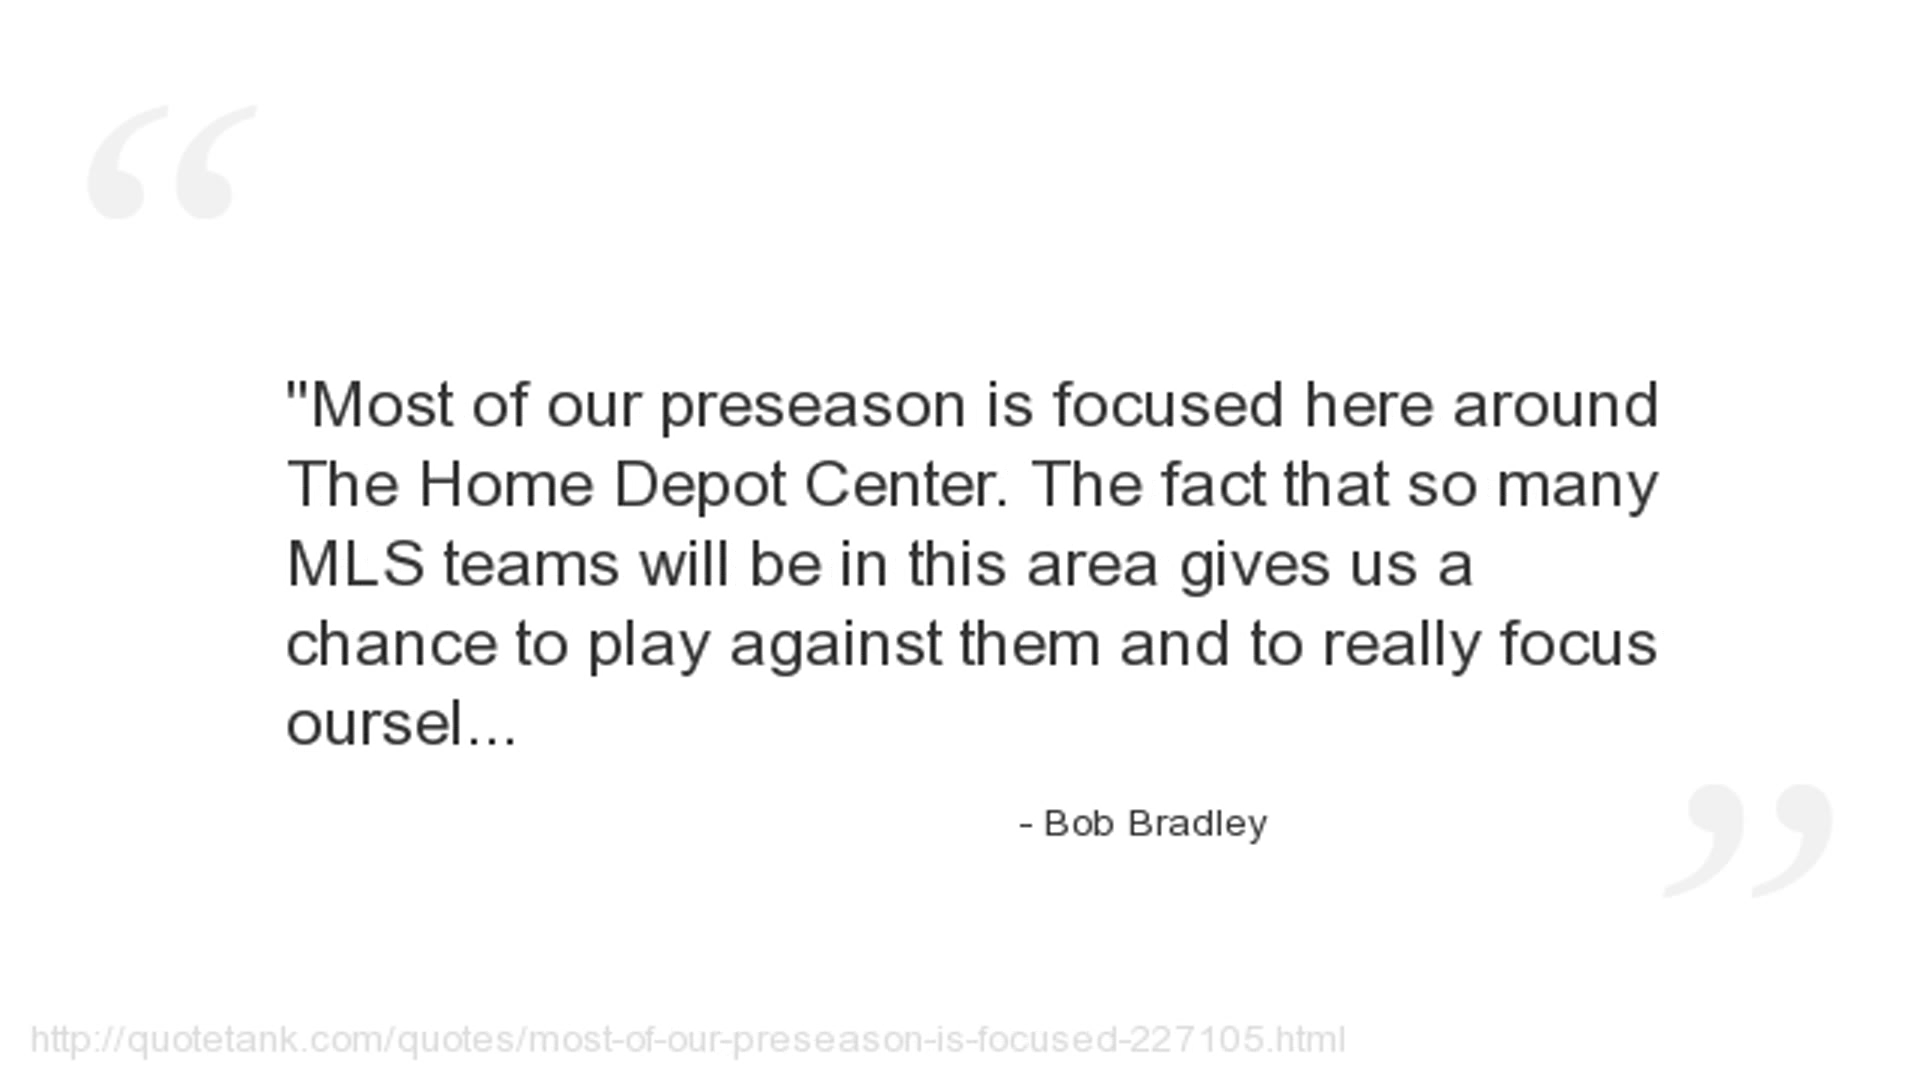 "Most of our preseason is focused here around
The Home Depot Center. The fact that so many
MLS teams will be in this area gives us a
chance to play against them and to really focus
oursel...
- Bob Bradley
http://quotetank.com/quotes/most-of-our-preseason-is-focused-227105.html